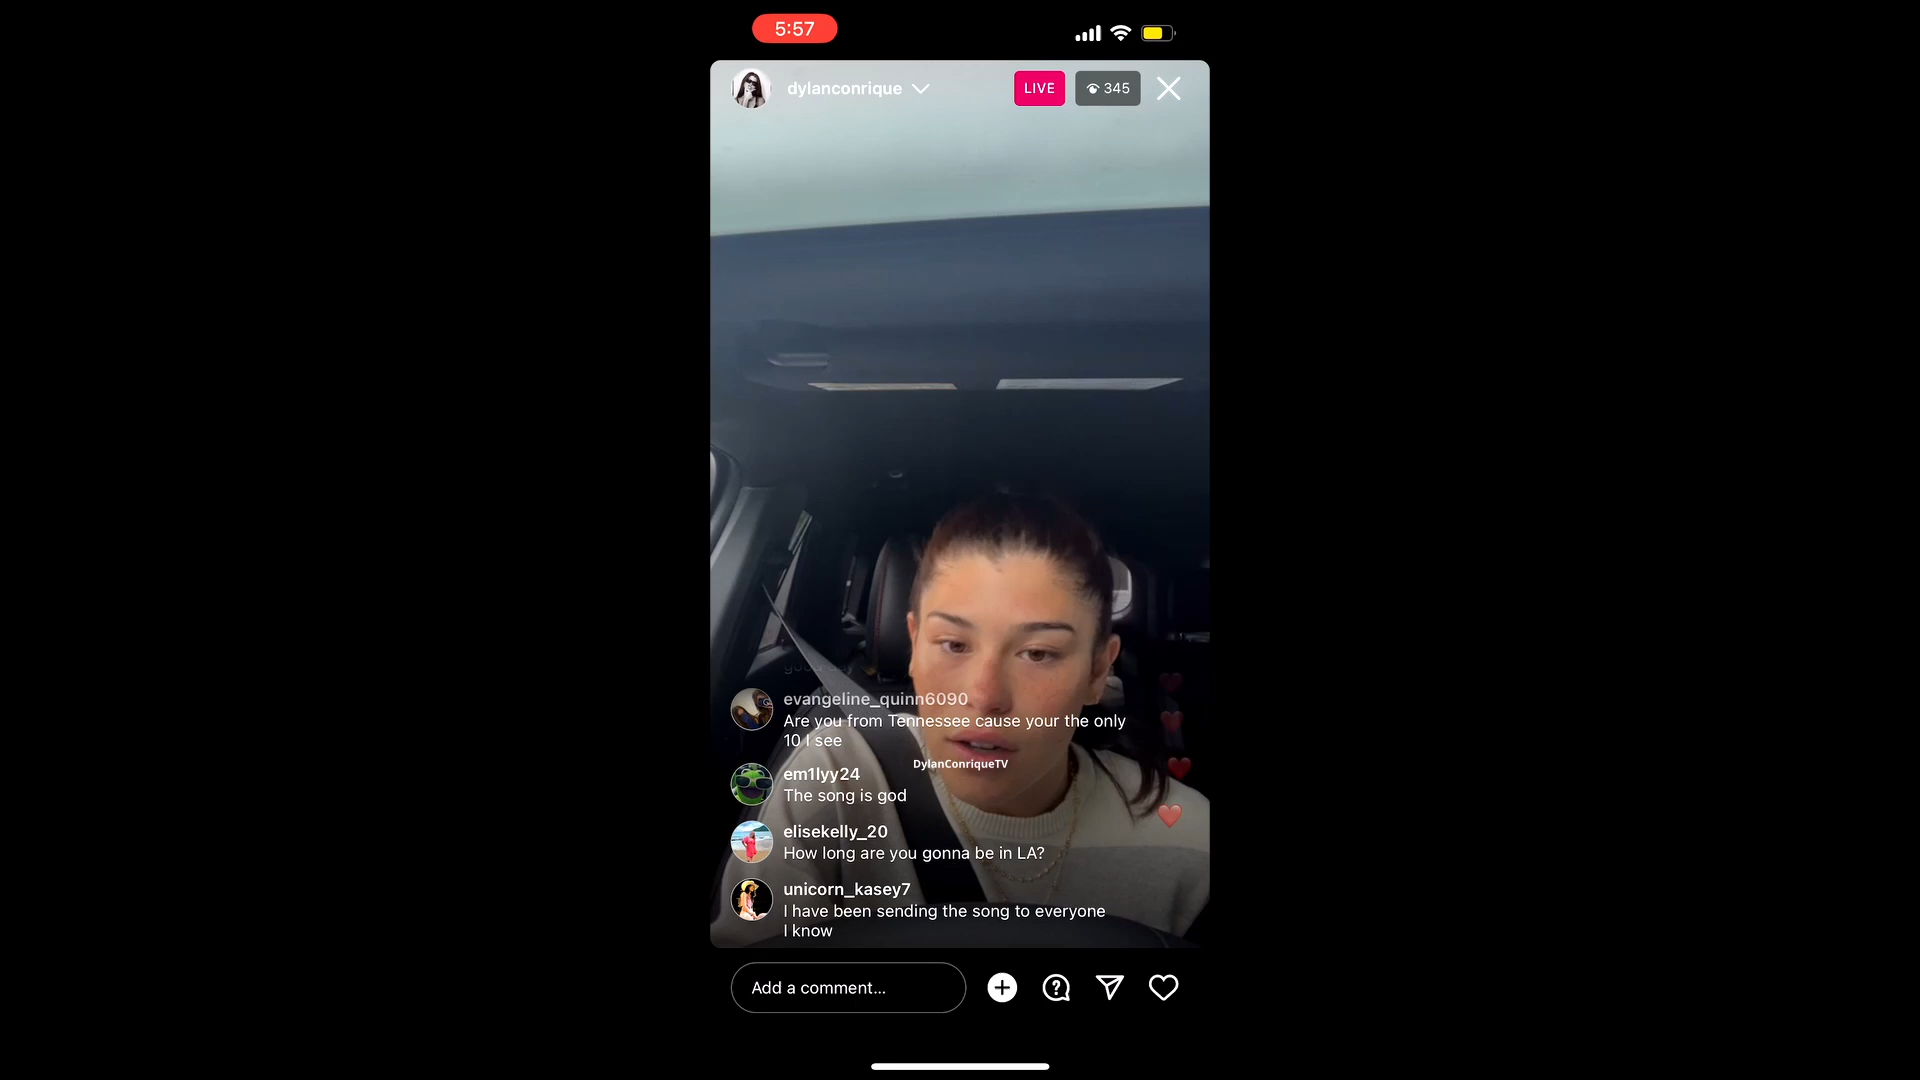 5:57
dylanconrique
LIVE
345
evangeline_quinn6090
Are you from Tennessee cause your the only
10 I see
DylanConriqueTV
em1lyy24
The song is god
elisekelly_20
How long are you gonna be in LA?
unicorn_kasey7
I have been sending the song to everyone
I know
Add a comment...